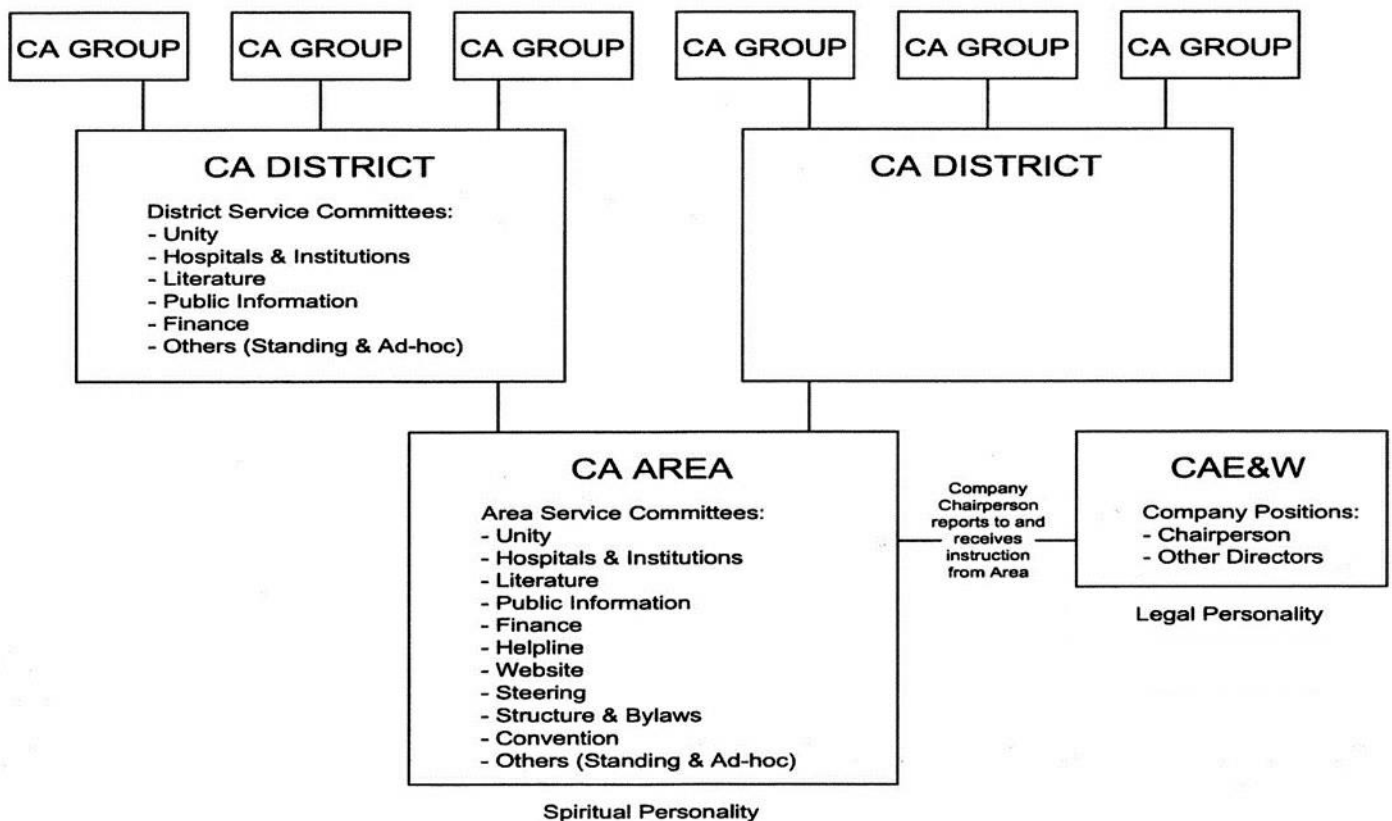 CA GROUP
CA GROUP
CA GROUP
CA GROUP
CA GROUP
CA GROUP
CA DISTRICT
District Service Committees:
- Unity
- Hospitals & Institutions
- Literature
- Public Information
- Finance
- Others (Standing & Ad-hoc)
CA DISTRICT
CA AREA
Area Service Committees:
- Unity
- Hospitals & Institutions
- Literature
- Public Information
- Finance
- Helpline
- Website
- Steering
- Structure & Bylaws
- Convention
- Others (Standing & Ad-hoc)
Spiritual Personality
Company
Chairperson
reports to and
receives
instruction
from Area
CAE&W
Company Positions:
- Chairperson
- Other Directors
Legal Personality